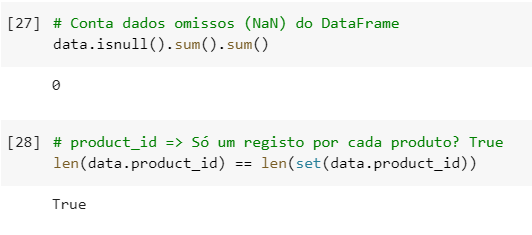 [27] # Conta dados omissos (NaN) do DataFrame
data.isnull().sum().sum()
0
[28] # product_id => Só um registo por cada produto? True
len(data.product_id) == len(set(data.product_id))
True